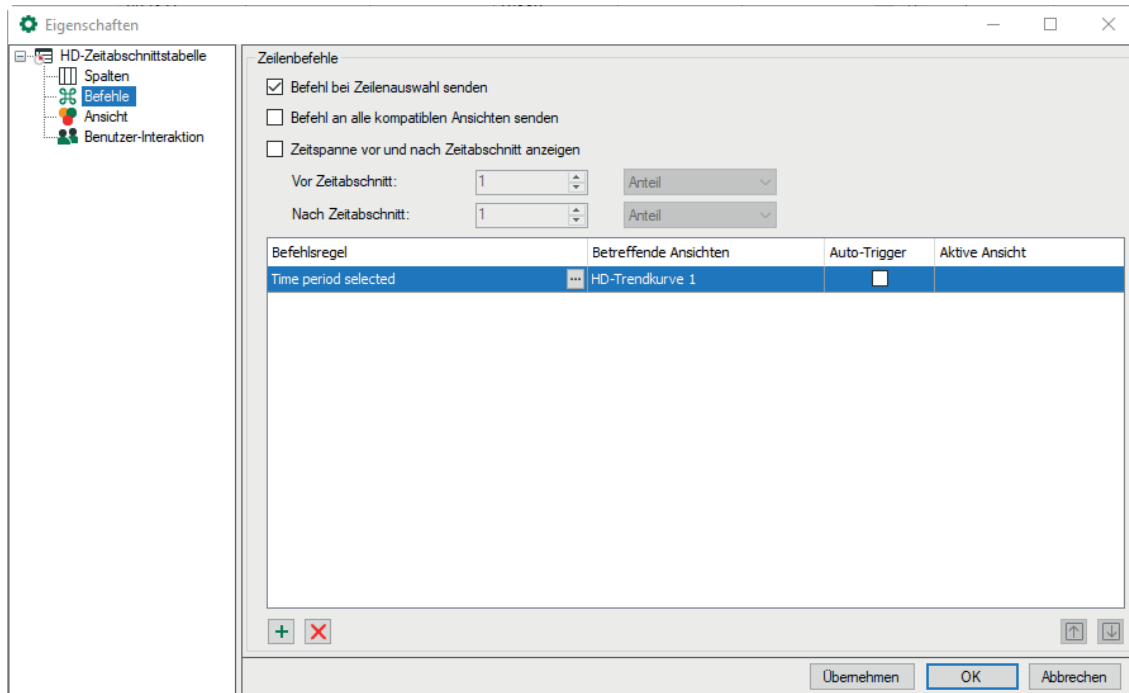 Eigenschaften
HD-Zeitabschnittstabelle
Spalten
Befehle
Ansicht
Benutzer-Interaktion
Zeilenbefehle
Befehl bei Zeilenauswahl senden
Befehl an alle kompatiblen Ansichten senden
Zeitspanne vor und nach Zeitabschnitt anzeigen
Vor Zeitabschnitt: 1 Anteil
Nach Zeitabschnitt: 1 Anteil
Befehlsregel Betreffende Ansichten Auto-Trigger Aktive Ansicht
Time period selected ... HD-Trendkurve 1
Übernehmen OK Abbrechen